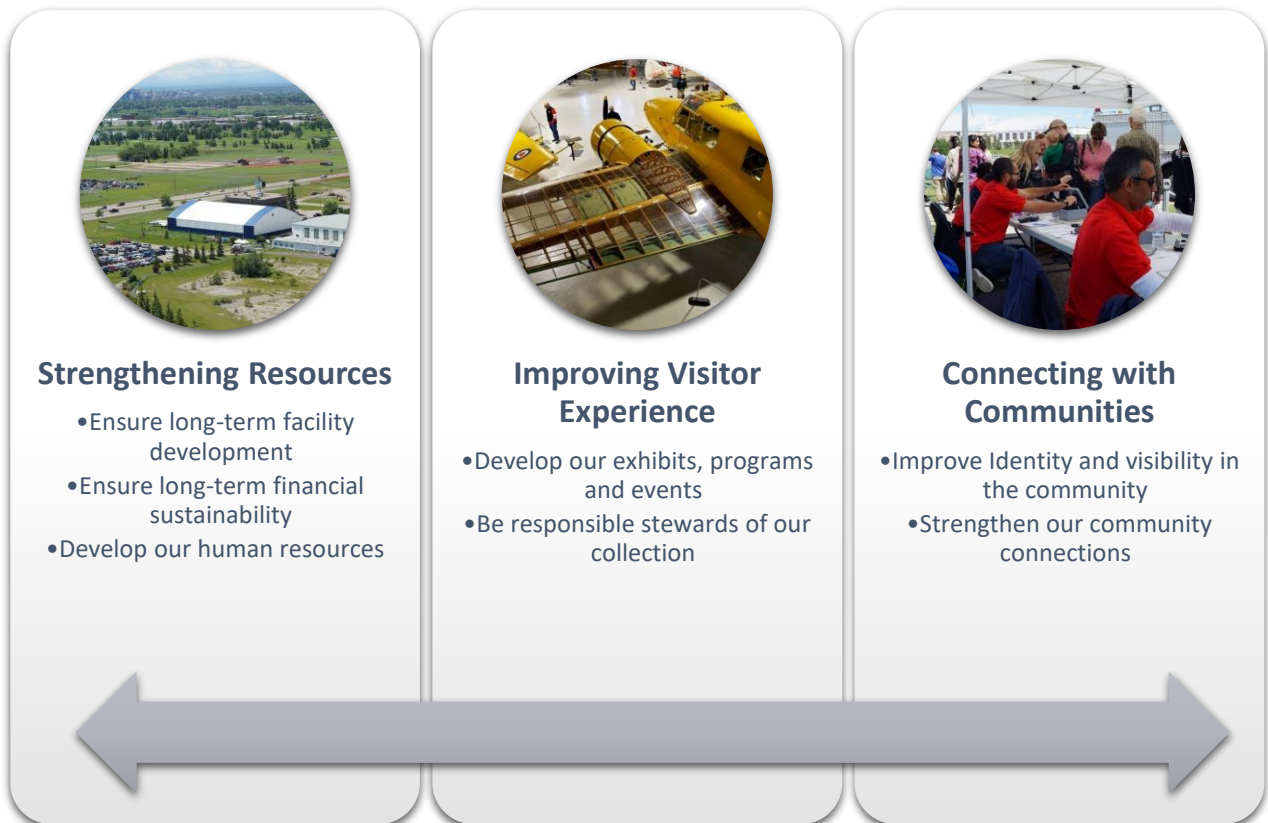 Strengthening Resources
•Ensure long-term facility
development
•Ensure long-term financial
sustainability
•Develop our human resources
Improving Visitor
Experience
•Develop our exhibits, programs
and events
•Be responsible stewards of our
collection
Connecting with
Communities
•Improve Identity and visibility in
the community
•Strengthen our community
connections